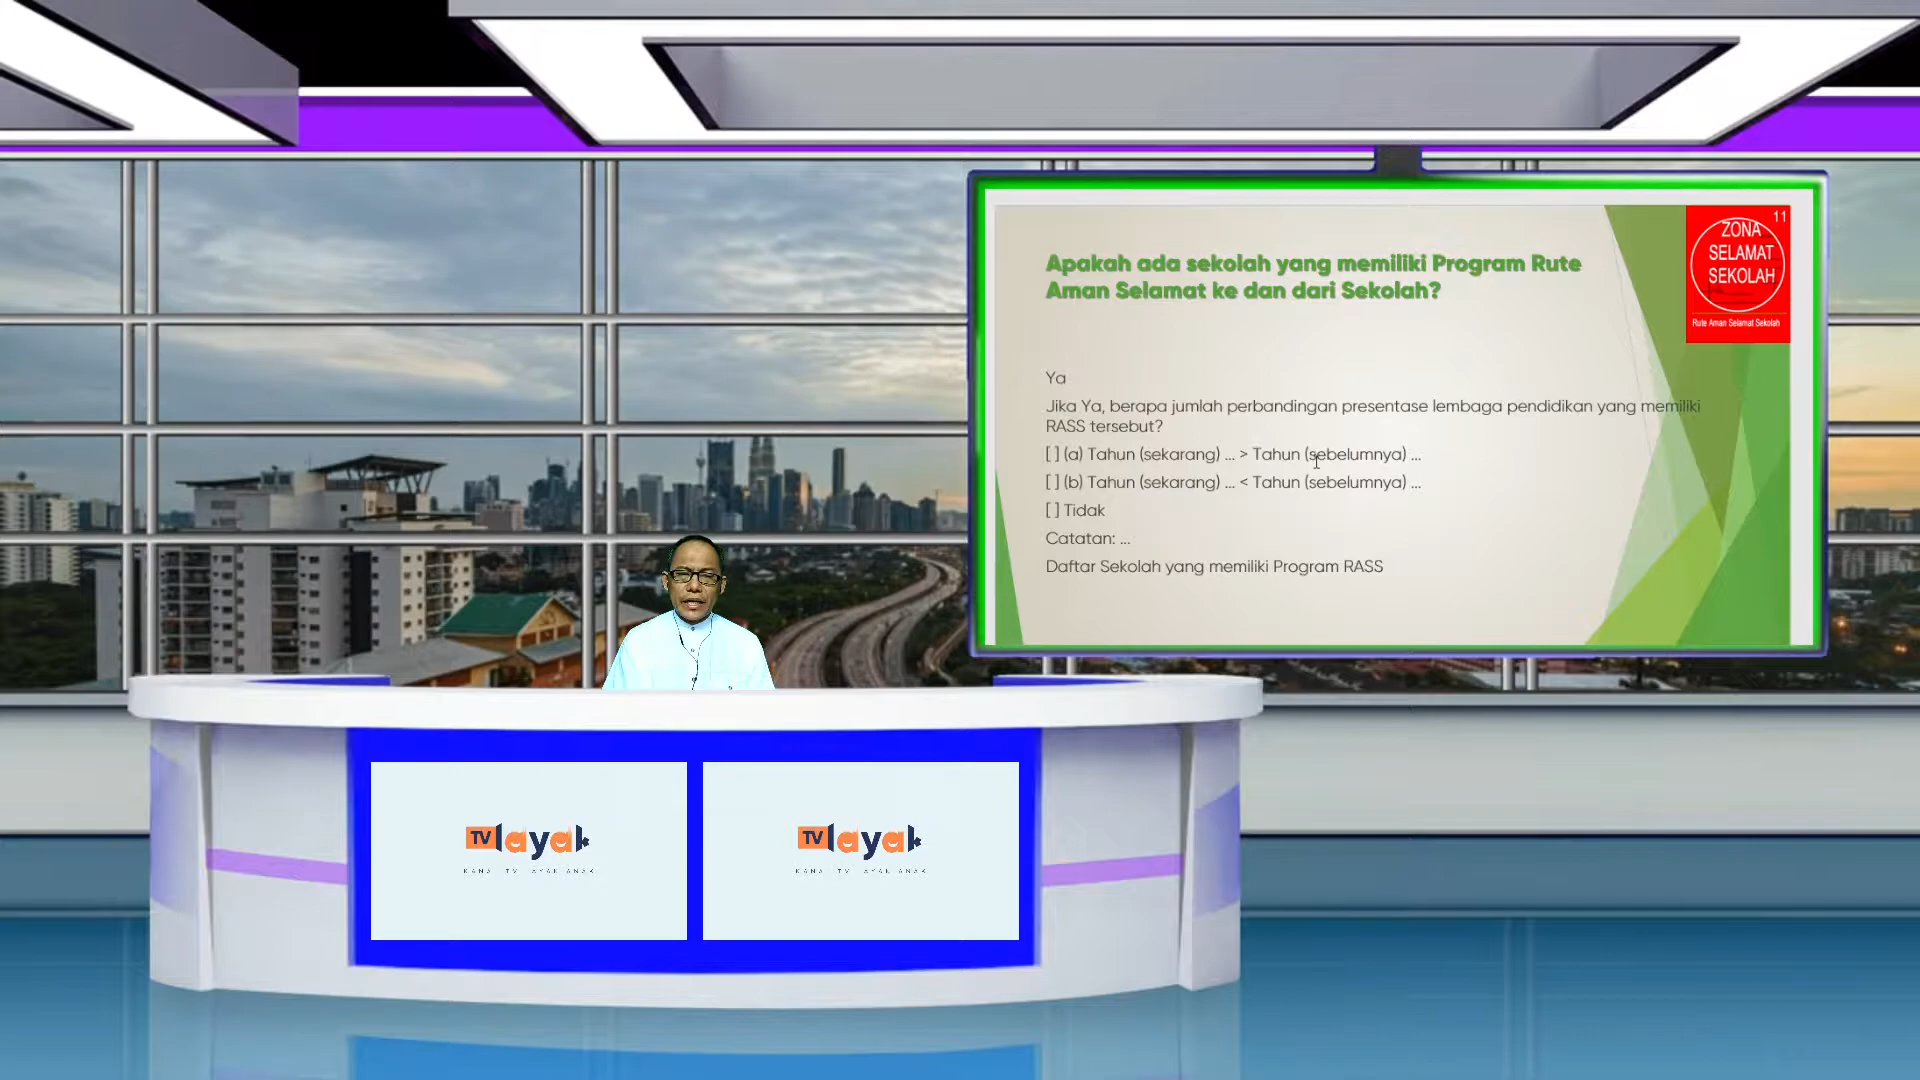 11
ZONA
SELAMAT
SEKOLAH
Rute Aman Selamat Sekolah
Apakah ada sekolah yang memiliki Program Rute
Aman Selamat ke dan dari Sekolah?
Ya
Jika Ya, berapa jumlah perbandingan presentase lembaga pendidikan yang memiliki
RASS tersebut?
[ ] (a) Tahun (sekarang) ... > Tahun (sebelumnya) ...
[ ] (b) Tahun (sekarang) ... < Tahun (sebelumnya) ...
[ ] Tidak
Catatan: ...
Daftar Sekolah yang memiliki Program RASS
TV layak
TV layak